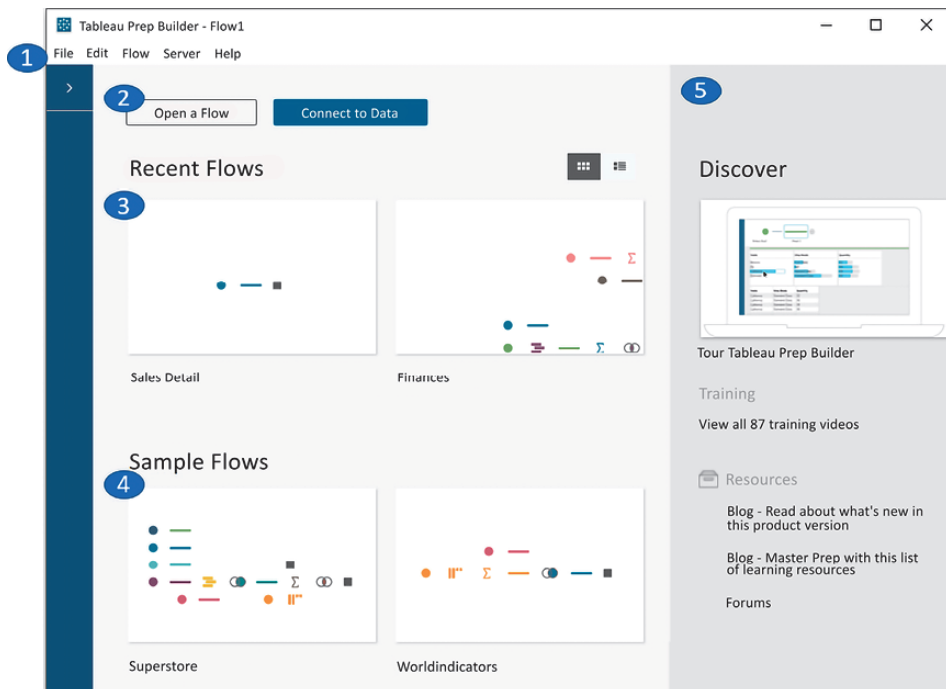 Tableau Prep Builder - Flow1
1
File Edit Flow Server Help
2
Open a Flow Connect to Data
5
Recent Flows
Discover
3
Sales Detail Finances
Tour Tableau Prep Builder
Training
View all 87 training videos
Sample Flows
4
Resources
Blog - Read about what's new in
this product version
Blog - Master Prep with this list
of learning resources
Forums
Superstore Worldindicators